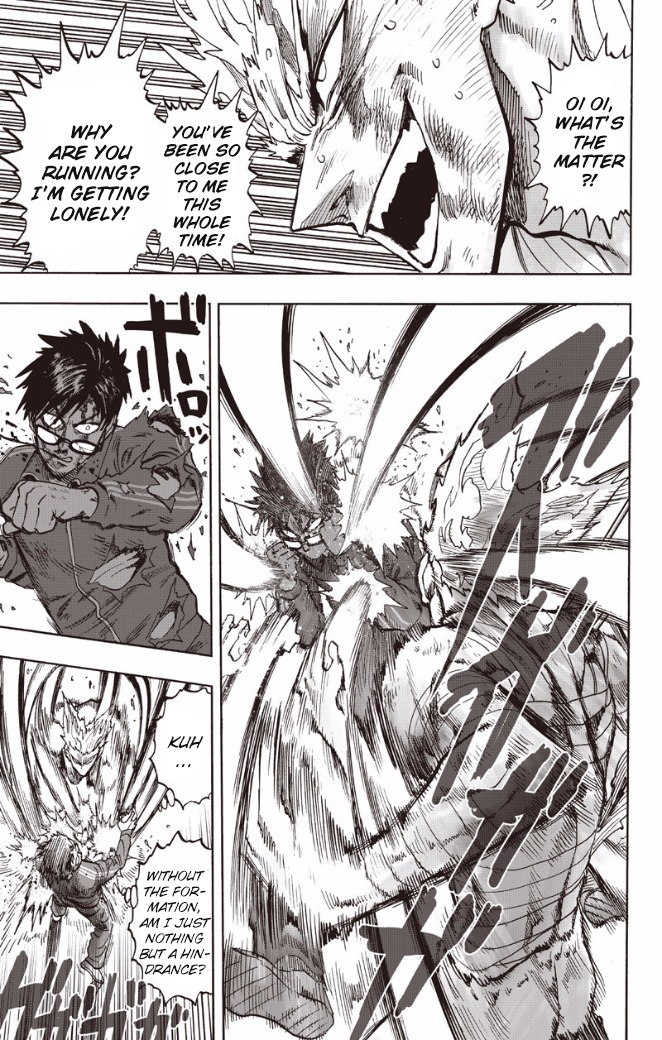 OI OI,
WHAT'S
THE
MATTER
?!
YOU'VE
BEEN SO
CLOSE
TO ME
THIS
WHOLE
TIME!
WHY
ARE YOU
RUNNING?
I'M GETTING
LONELY!
ボロッ
KUH
...
WITHOUT
THE FOR-
MATION,
AM I JUST
NOTHING
BUT A HIN-
DRANCE?